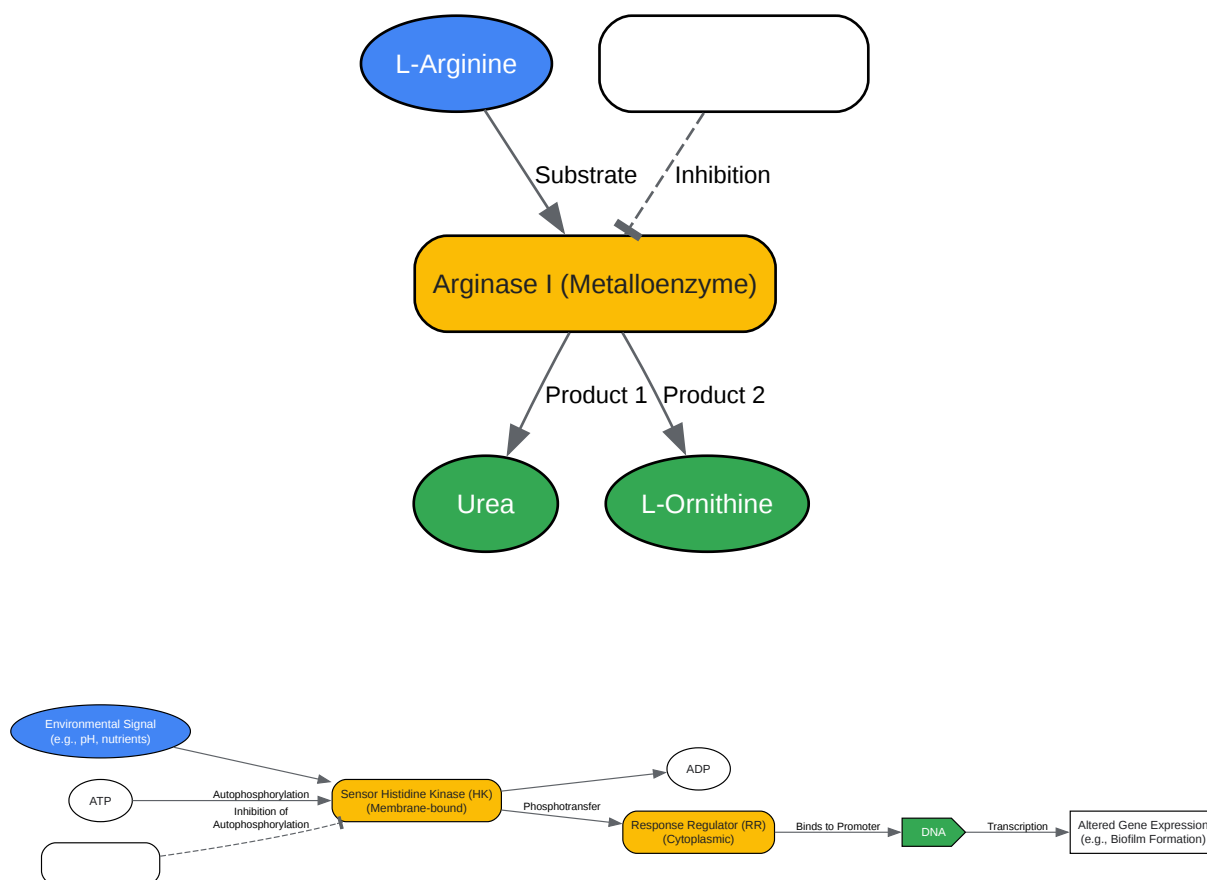 L-Arginine
Substrate
Inhibition
Arginase I (Metalloenzyme)
Product 1
Product 2
Urea
L-Ornithine
Environmental Signal
(e.g., pH, nutrients)
ATP
Autophosphorylation
Inhibition of
Autophosphorylation
Sensor Histidine Kinase (HK)
(Membrane-bound)
ADP
Phosphotransfer
Response Regulator (RR)
(Cytoplasmic)
Binds to Promoter
DNA
Transcription
Altered Gene Expression
(e.g., Biofilm Formation)